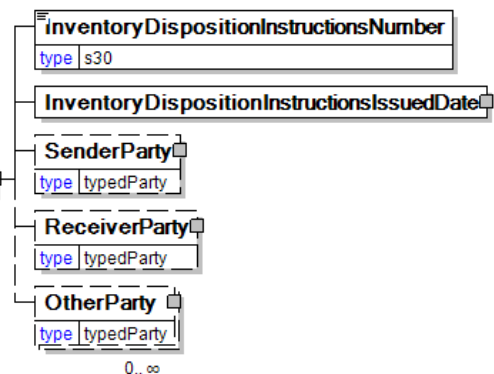 InventoryDispositionInstructionsNumber
type s30
InventoryDispositionInstructionsIssuedDate
SenderParty
type typedParty
ReceiverParty
type typedParty
OtherParty
type typedParty
0..∞